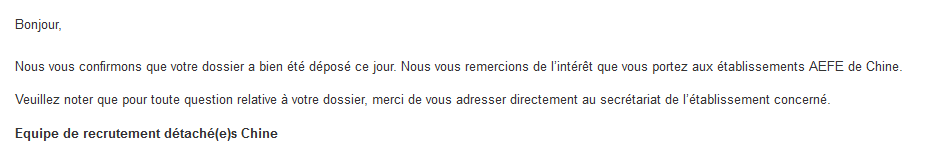 Bonjour,
Nous vous confirmons que votre dossier a bien été déposé ce jour. Nous vous remercions de l'intérêt que vous portez aux établissements AEFE de Chine.
Veuillez noter que pour toute question relative à votre dossier, merci de vous adresser directement au secrétariat de l'établissement concerné.
Equipe de recrutement détaché(e)s Chine